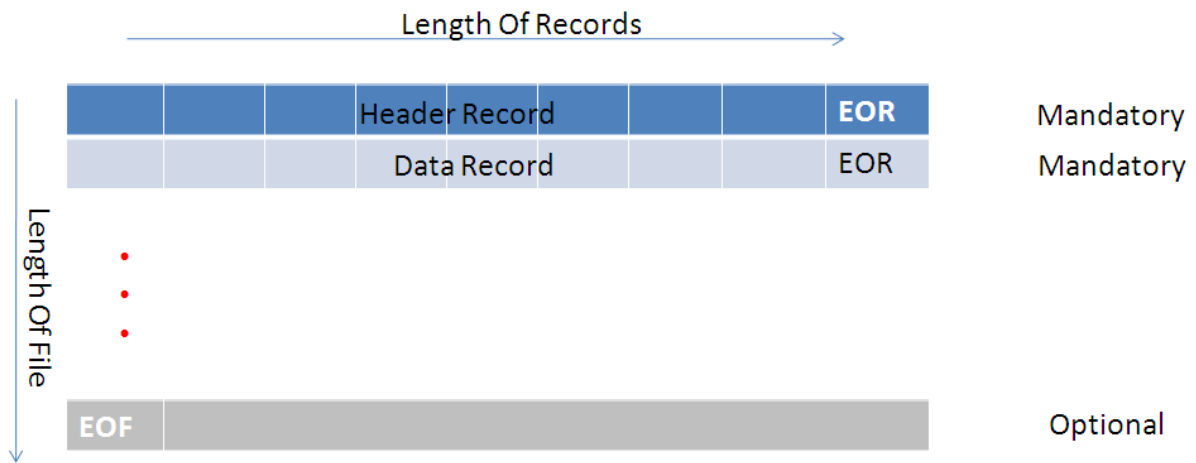 Length Of Records
Header Record EOR Mandatory
Data Record EOR Mandatory
Length Of File
EOF Optional